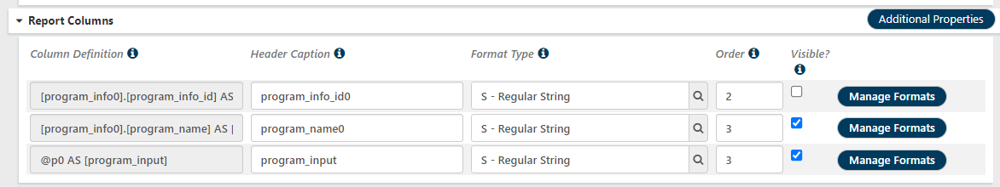 Report Columns Additional Properties
Column Definition Header Caption Format Type Order Visible?
[program_info0].[program_info_id] AS program_info_id0 S - Regular String 2 Manage Formats
[program_info0].[program_name] AS [ program_name0 S - Regular String 3 Manage Formats
@p0 AS [program_input] program_input S - Regular String 3 Manage Formats